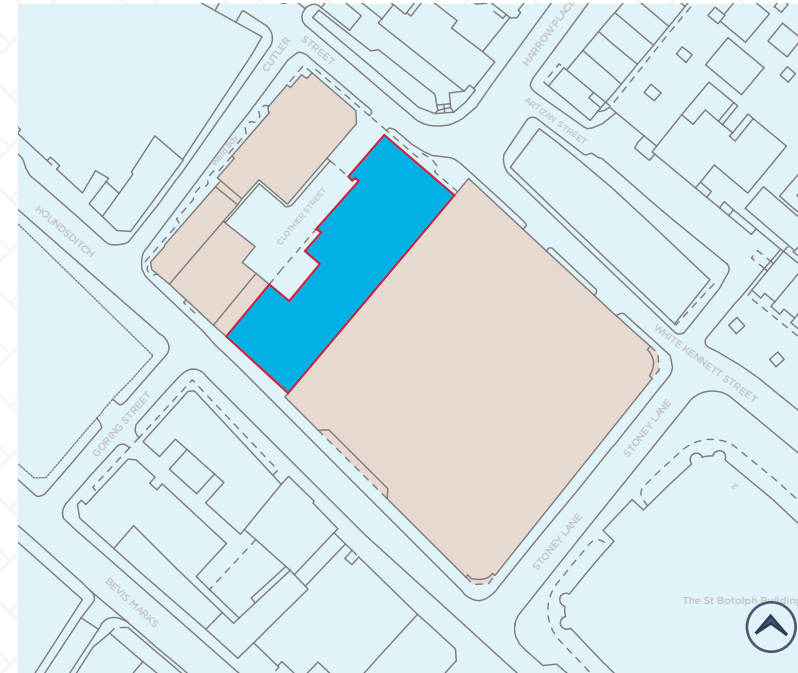 CUTLER
STREET
HARROW PLACE
ARTIZAN STREET
HOUNDSDITCH
CLOTHIER STREET
WHITE KENNETT STREET
GORING STREET
STONEY LANE
STONEY LANE
BEVIS MARKS
The St Botolph Building